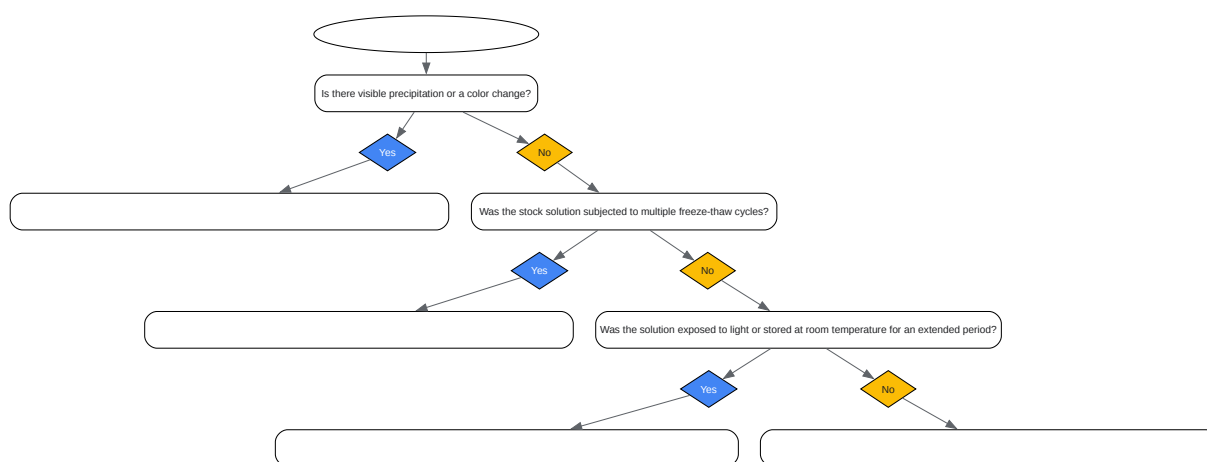 Is there visible precipitation or a color change?
Yes
No
Was the stock solution subjected to multiple freeze-thaw cycles?
Yes
No
Was the solution exposed to light or stored at room temperature for an extended period?
Yes
No